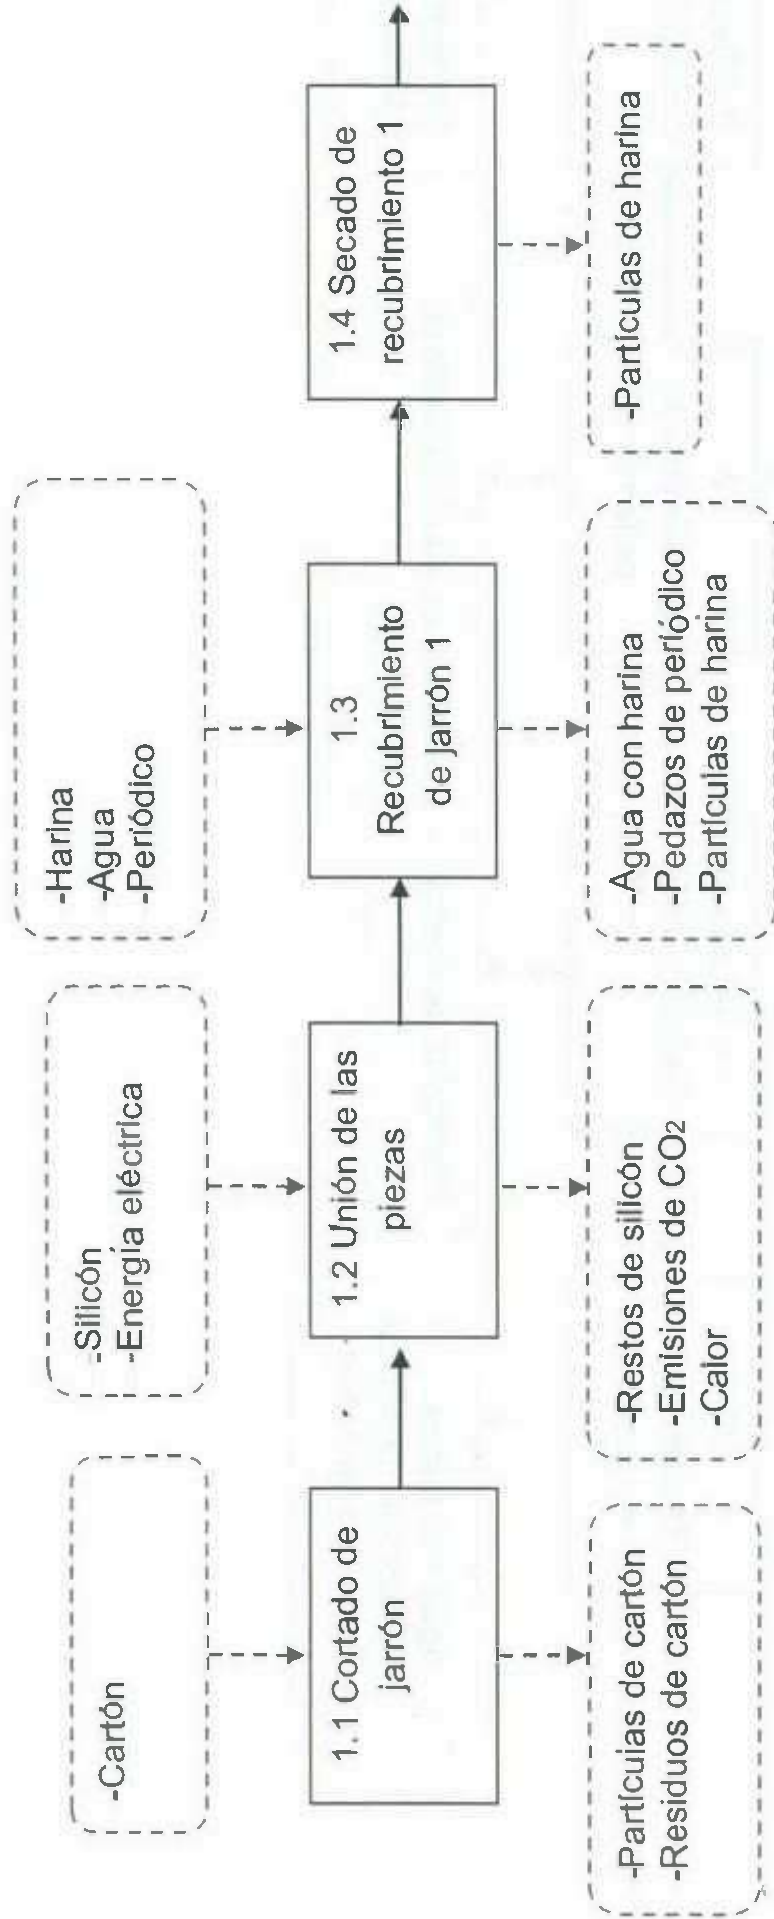 -Cartón
-Silicón
-Energía eléctrica
-Harina
-Agua
-Periódico
1.1 Cortado de
jarrón
1.2 Unión de las
piezas
1.3
Recubrimiento
de jarrón 1
1.4 Secado de
recubrimiento 1
-Partículas de cartón
-Residuos de cartón
-Restos de silicón
-Emisiones de CO2
-Calor
-Agua con harina
-Pedazos de periódico
-Partículas de harina
-Partículas de harina